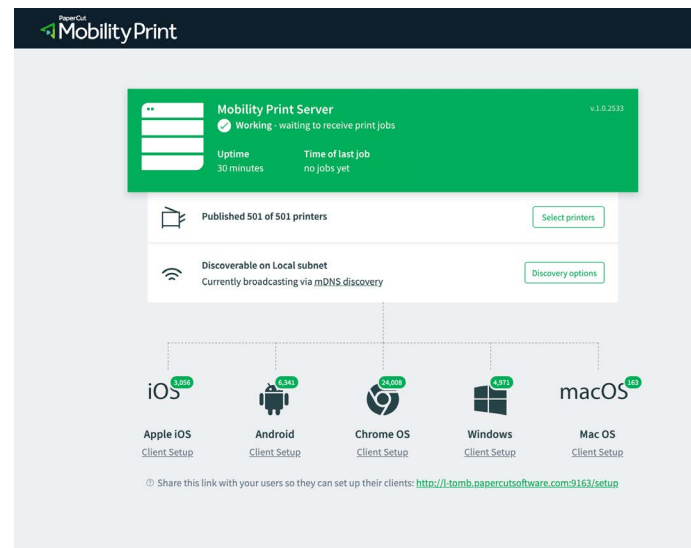 PaperCut
Mobility Print
Mobility Print Server
v.1.0.2533
Working - waiting to receive print jobs
Uptime
Time of last job
30 minutes
no jobs yet
Published 501 of 501 printers
Select printers
Discoverable on Local subnet
Currently broadcasting via mDNS discovery
Discovery options
3,056
6,341
24,008
4,971
163
iOS
macOS
Apple iOS
Android
Chrome OS
Windows
Mac OS
Client Setup
Client Setup
Client Setup
Client Setup
Client Setup
Share this link with your users so they can set up their clients: http://l-tomb.papercutsoftware.com:9163/setup